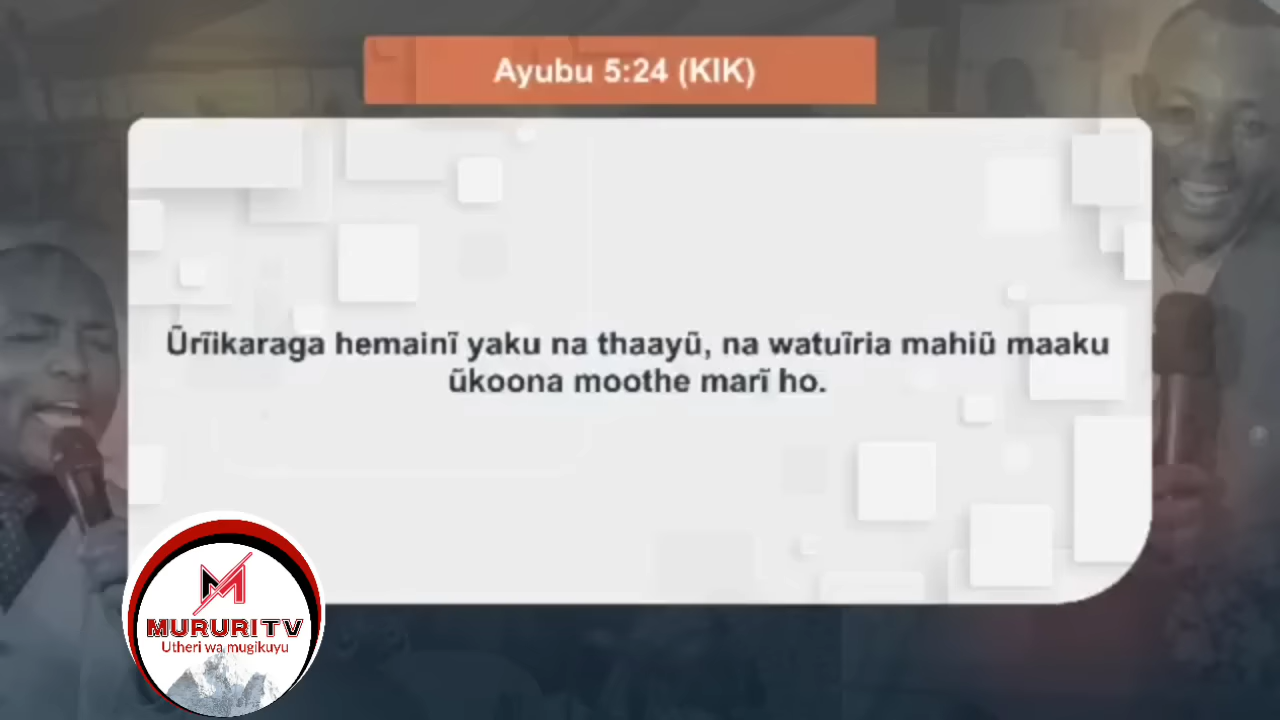 Ayubu 5:24 (KIK)
Ũrĩikaraga hemainĩ yaku na thaayũ, na watuĩria mahiũ maaku
ũkoona moothe marĩ ho.
MURURI TV
Utheri wa mugikuyu